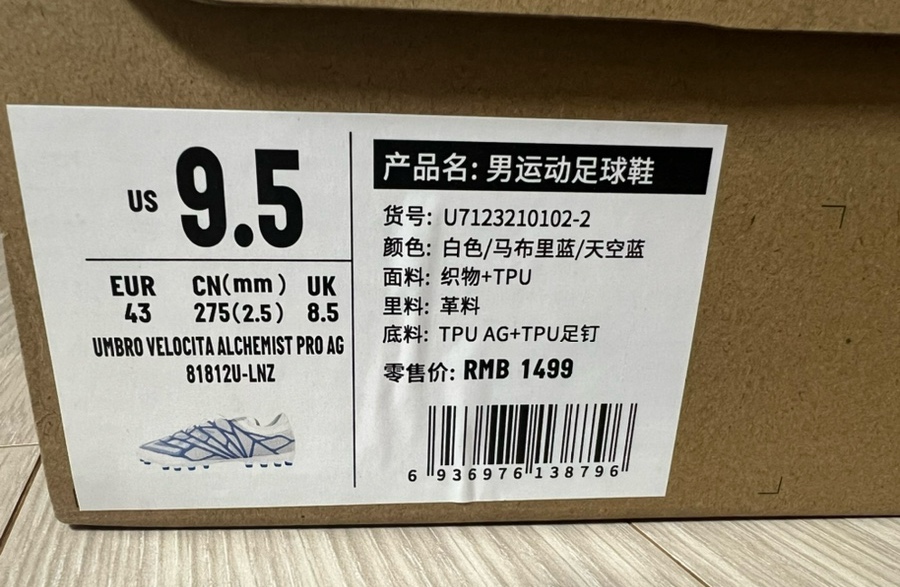 US 9.5
EUR CN(mm) UK
43 275(2.5) 8.5
UMBRO VELOCITA ALCHEMIST PRO AG
81812U-LNZ
产品名: 男运动足球鞋
货号: U7123210102-2
颜色: 白色/马布里蓝/天空蓝
面料: 织物+TPU
里料: 革料
底料: TPU AG+TPU足钉
零售价: RMB 1499
6 936976 138796